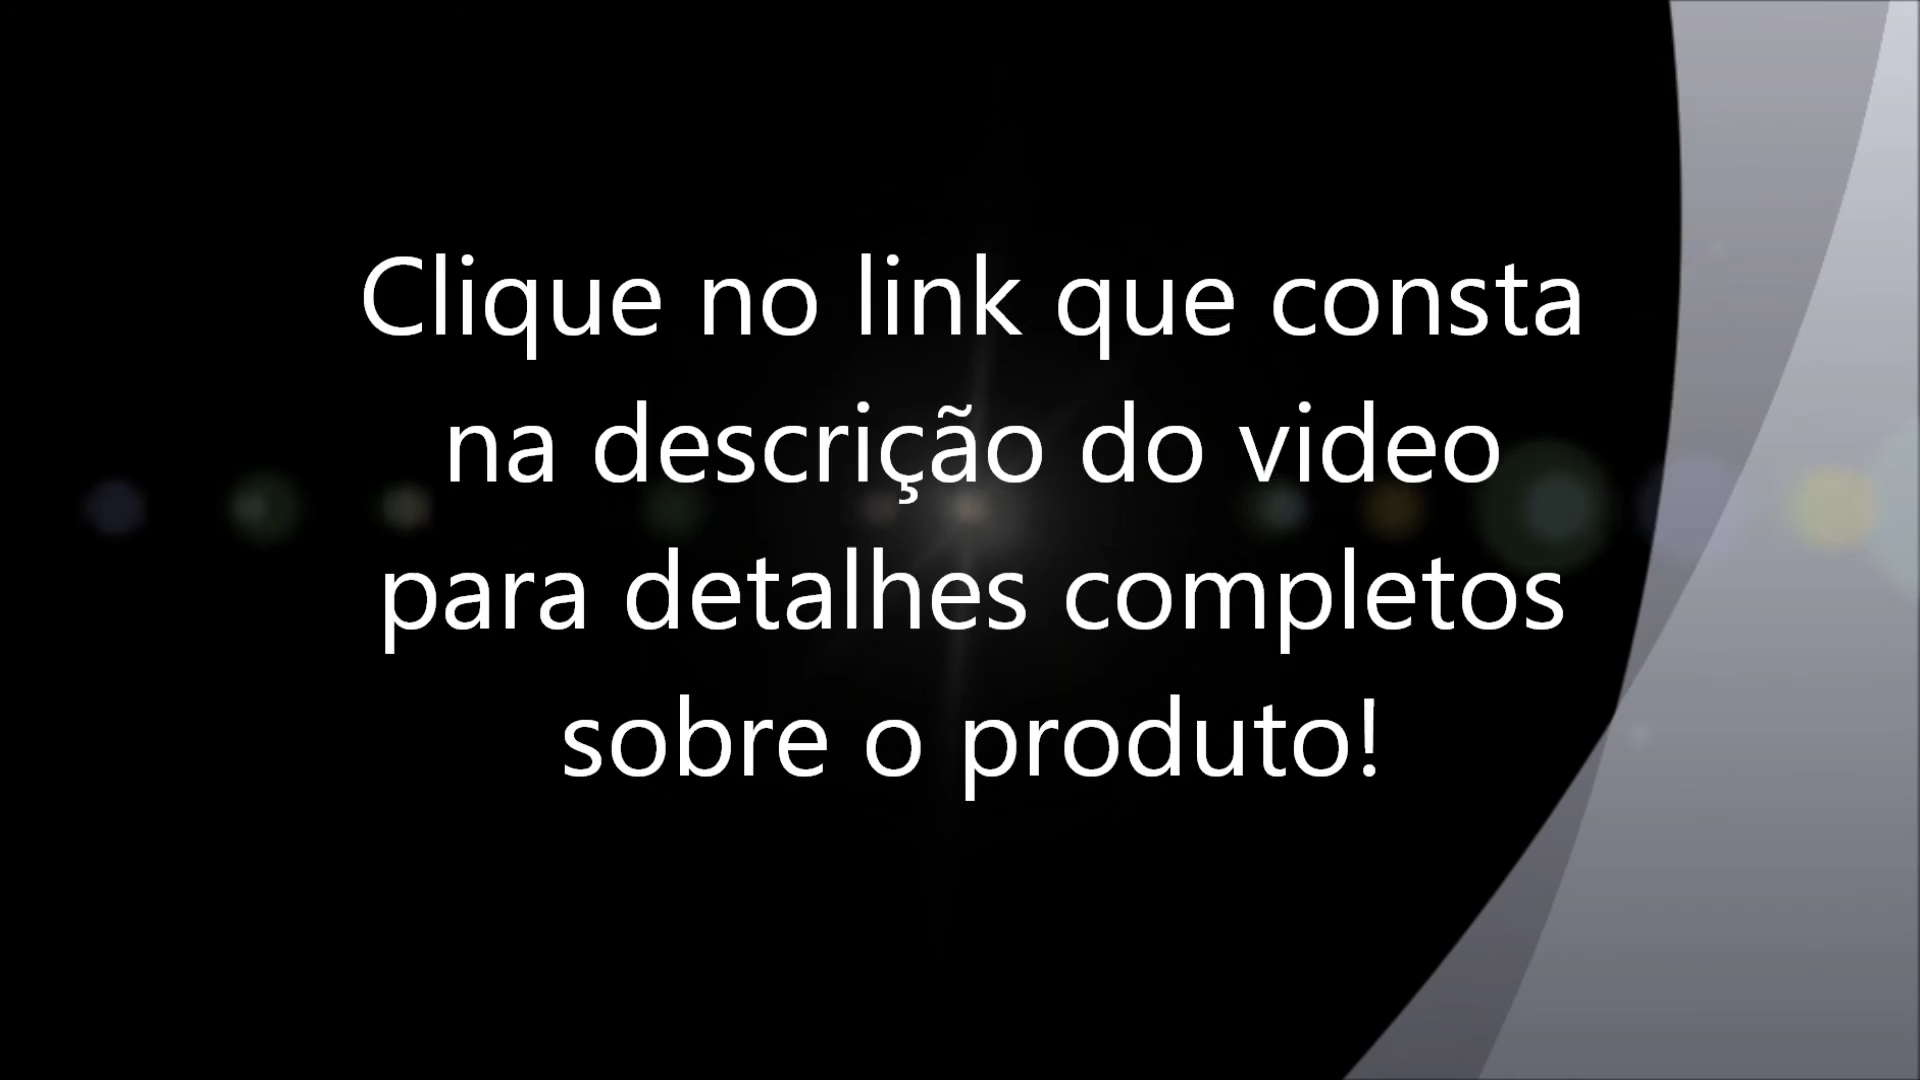 Clique no link que consta
na descrição do video
para detalhes completos
sobre o produto!